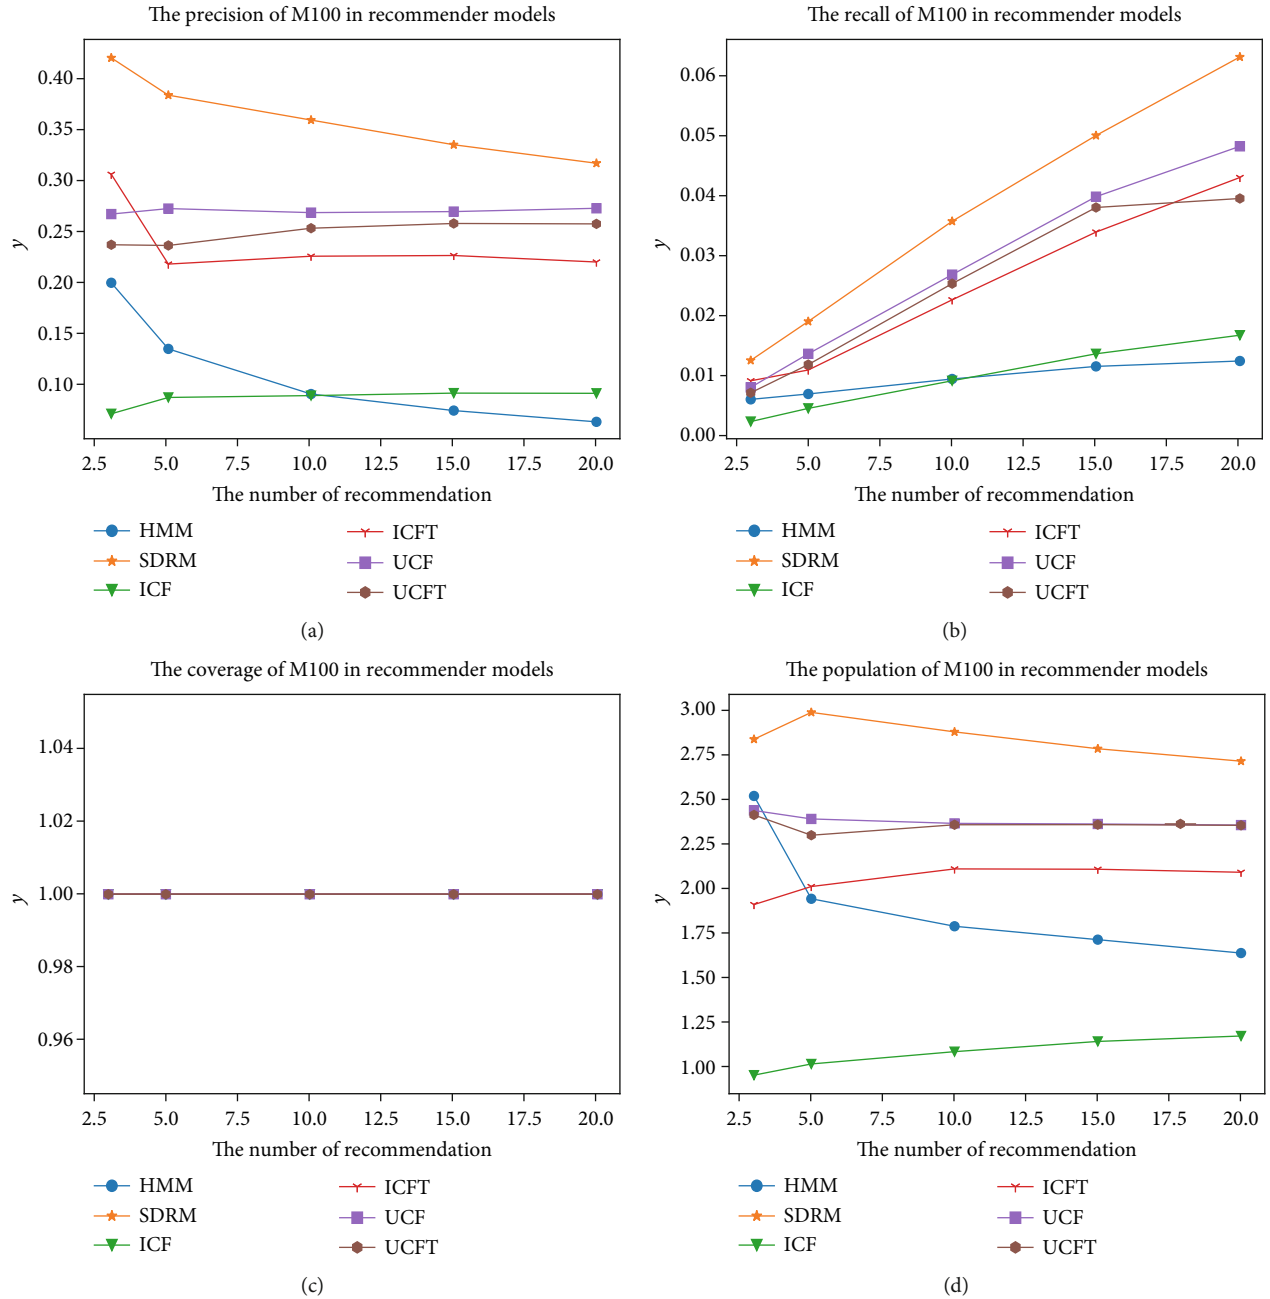 The precision of M100 in recommender models
0.40
0.35
0.30
0.25
0.20
0.15
0.10
y
2.5 5.0 7.5 10.0 12.5 15.0 17.5 20.0
The number of recommendation
HMM ICFT
SDRM UCF
ICF UCFT
(a)
The recall of M100 in recommender models
0.06
0.05
0.04
0.03
0.02
0.01
0.00
y
2.5 5.0 7.5 10.0 12.5 15.0 17.5 20.0
The number of recommendation
HMM ICFT
SDRM UCF
ICF UCFT
(b)
The coverage of M100 in recommender models
1.04
1.02
1.00
0.98
0.96
y
2.5 5.0 7.5 10.0 12.5 15.0 17.5 20.0
The number of recommendation
HMM ICFT
SDRM UCF
ICF UCFT
(c)
The population of M100 in recommender models
3.00
2.75
2.50
2.25
2.00
1.75
1.50
1.25
1.00
y
2.5 5.0 7.5 10.0 12.5 15.0 17.5 20.0
The number of recommendation
HMM ICFT
SDRM UCF
ICF UCFT
(d)